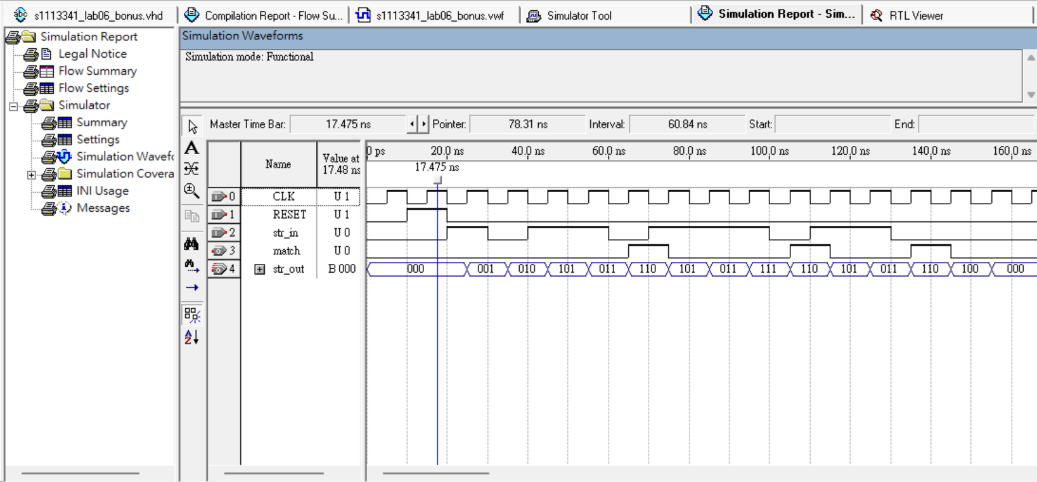 s1113341_lab06_bonus.vhd
Compilation Report - Flow Su...
s1113341_lab06_bonus.vwf
Simulator Tool
Simulation Report - Sim...
RTL Viewer
Simulation Report
Legal Notice
Flow Summary
Flow Settings
Simulator
Summary
Settings
Simulation Wavefo
Simulation Covera
INI Usage
Messages
Simulation Waveforms
Simulation mode: Functional
Master Time Bar: 17.475 ns Pointer: 78.31 ns Interval: 60.84 ns Start: End:
Name
Value at
17.48 ns
0 ps 20.0 ns 40.0 ns 60.0 ns 80.0 ns 100.0 ns 120.0 ns 140.0 ns 160.0 ns
17.475 ns
0 CLK U 1
1 RESET U 1
2 str_in U 0
3 match U 0
4 str_out B 000 000 001 010 101 011 110 101 011 111 110 101 011 110 100 000